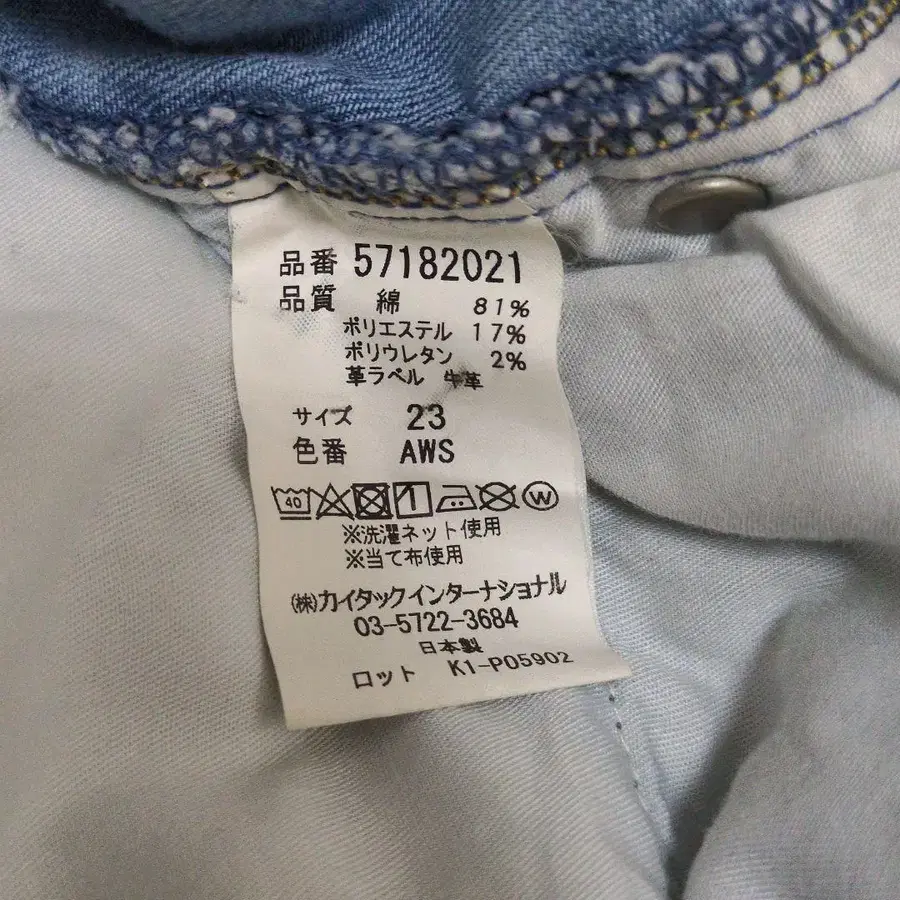 品番 57182021
品質 綿 81%
ポリエステル 17%
ポリウレタン 2%
革ラベル 牛革
サイズ 23
色番 AWS
40 W
※洗濯ネット使用
※当て布使用
㈱カイタックインターナショナル
03-5722-3684
日本製
ロット K1-P05902